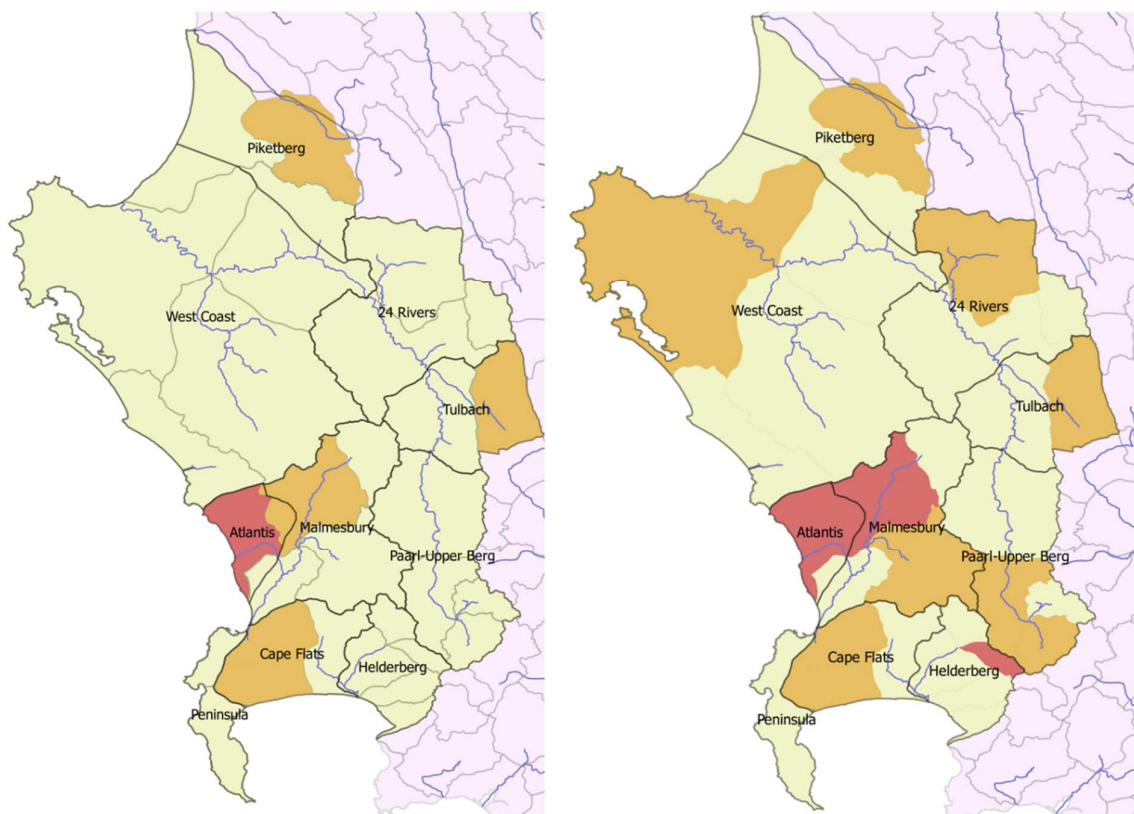 Piketberg
West Coast
24 Rivers
Tulbach
Atlantis
Malmesbury
Paarl-Upper Berg
Cape Flats
Helderberg
Peninsula
Piketberg
West Coast
24 Rivers
Tulbach
Atlantis
Malmesbury
Paarl-Upper Berg
Cape Flats
Helderberg
Peninsula